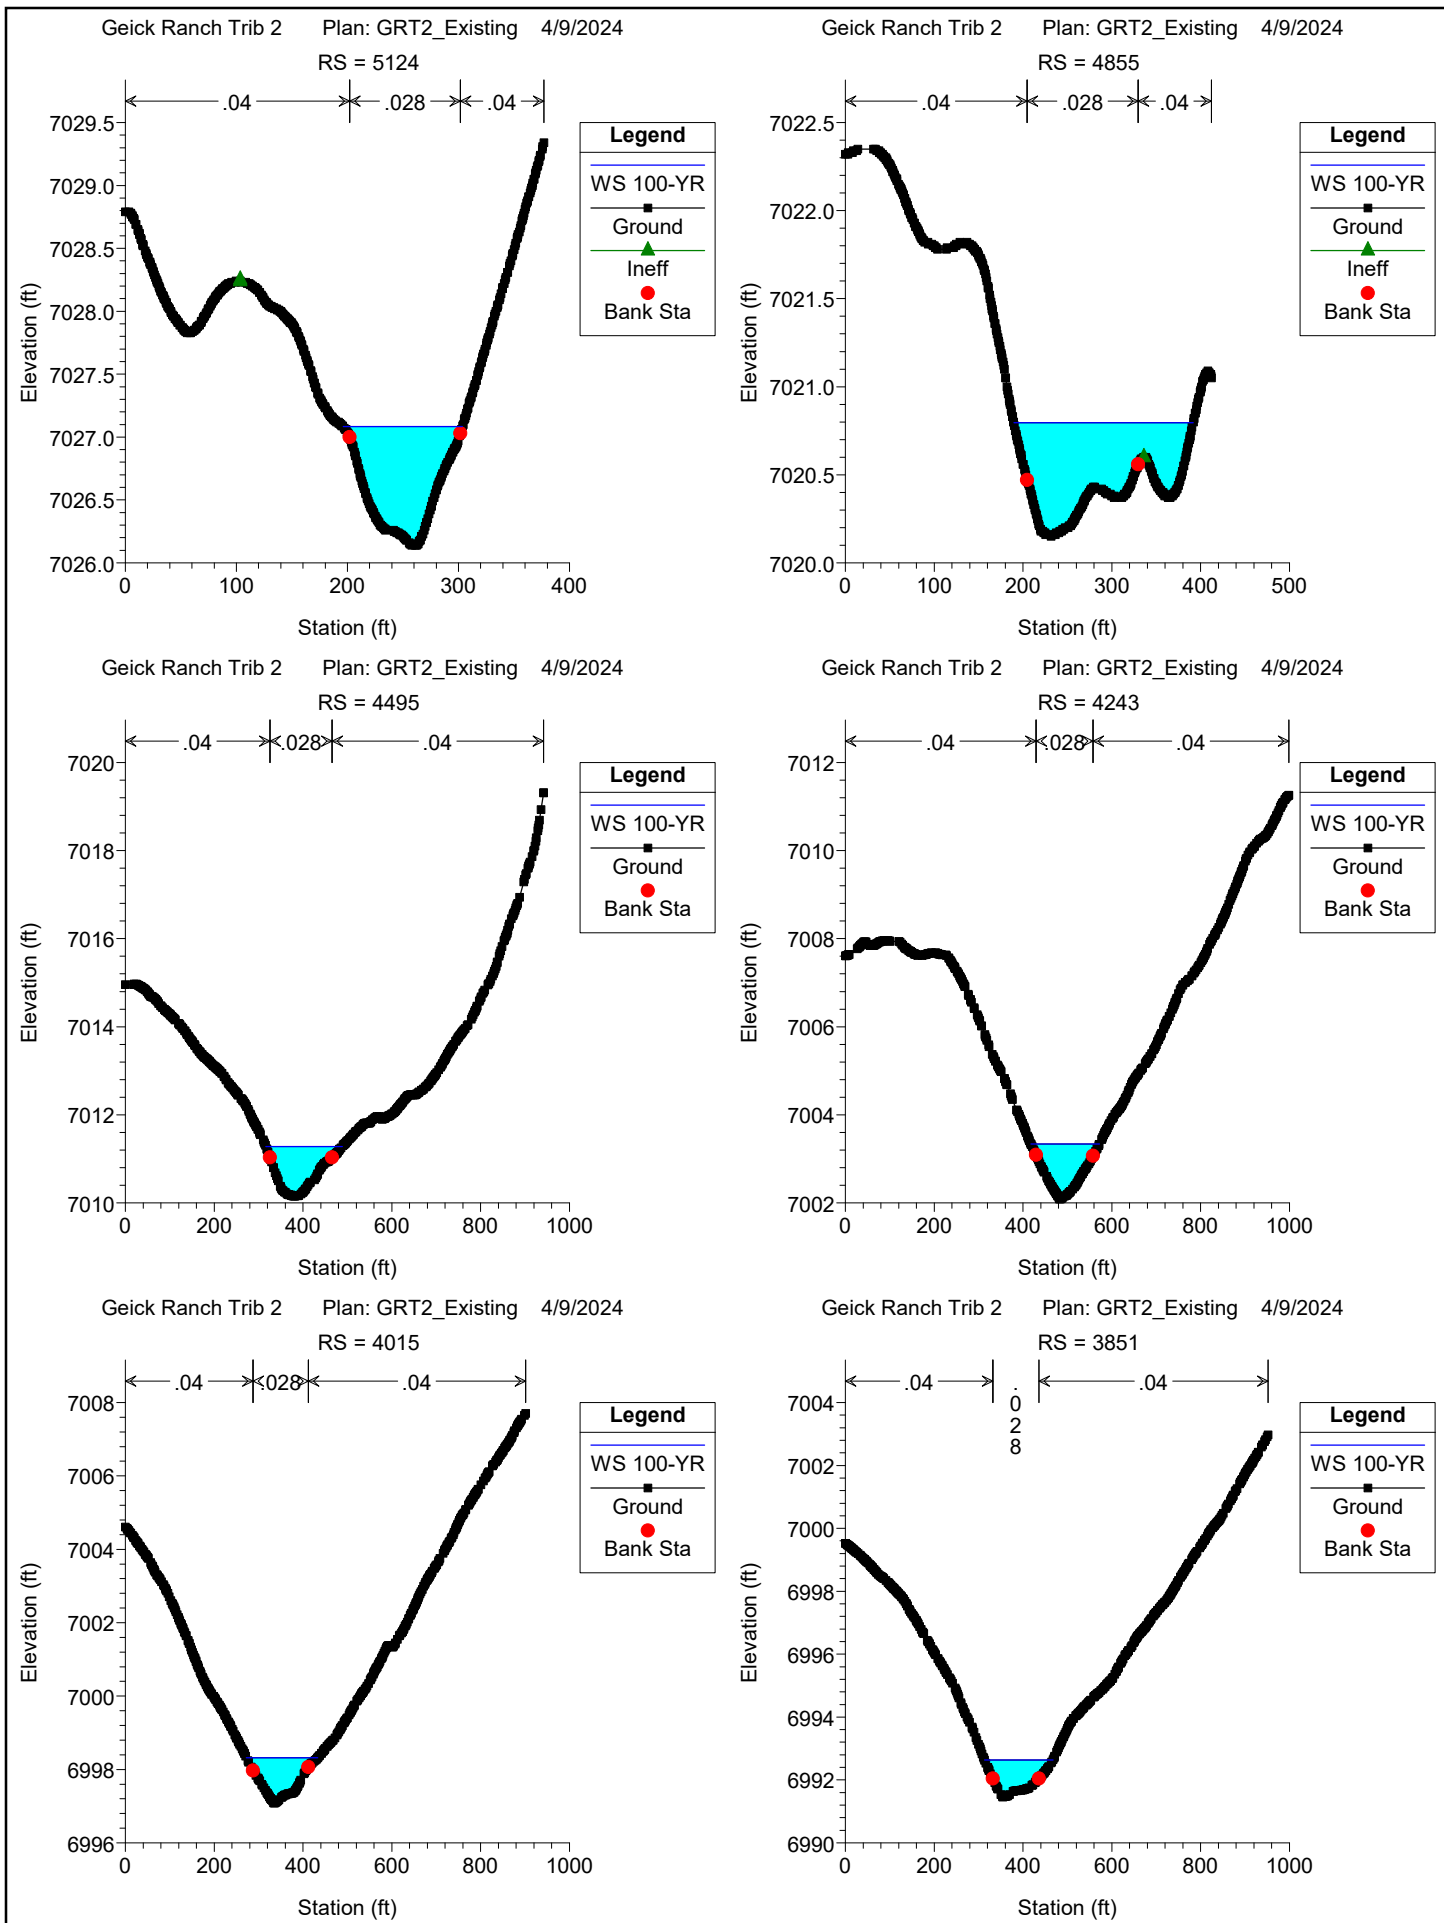 Geick Ranch Trib 2 Plan: GRT2_Existing 4/9/2024
RS = 5124
.04 .028 .04
7029.5
7029.0
7028.5
7028.0
7027.5
7027.0
7026.5
7026.0
0 100 200 300 400
Station (ft)
Elevation (ft)
Legend
WS 100-YR
Ground
Ineff
Bank Sta
Geick Ranch Trib 2 Plan: GRT2_Existing 4/9/2024
RS = 4855
.04 .028 .04
7022.5
7022.0
7021.5
7021.0
7020.5
7020.0
0 100 200 300 400 500
Station (ft)
Elevation (ft)
Legend
WS 100-YR
Ground
Ineff
Bank Sta
Geick Ranch Trib 2 Plan: GRT2_Existing 4/9/2024
RS = 4495
.04 .028 .04
7020
7018
7016
7014
7012
7010
0 200 400 600 800 1000
Station (ft)
Elevation (ft)
Legend
WS 100-YR
Ground
Bank Sta
Geick Ranch Trib 2 Plan: GRT2_Existing 4/9/2024
RS = 4243
.04 .028 .04
7012
7010
7008
7006
7004
7002
0 200 400 600 800 1000
Station (ft)
Elevation (ft)
Legend
WS 100-YR
Ground
Bank Sta
Geick Ranch Trib 2 Plan: GRT2_Existing 4/9/2024
RS = 4015
.04 .028 .04
7008
7006
7004
7002
7000
6998
6996
0 200 400 600 800 1000
Station (ft)
Elevation (ft)
Legend
WS 100-YR
Ground
Bank Sta
Geick Ranch Trib 2 Plan: GRT2_Existing 4/9/2024
RS = 3851
.04 .028 .04
7004
7002
7000
6998
6996
6994
6992
6990
0 200 400 600 800 1000
Station (ft)
Elevation (ft)
Legend
WS 100-YR
Ground
Bank Sta